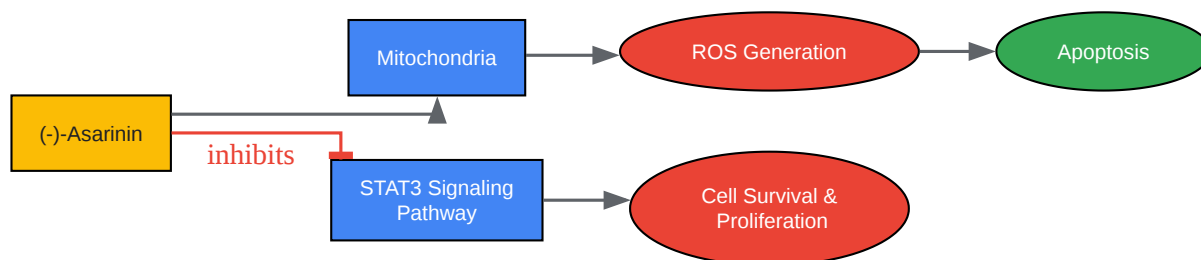 Mitochondria
ROS Generation
Apoptosis
(-)-Asarinin
inhibits
STAT3 Signaling
Pathway
Cell Survival &
Proliferation